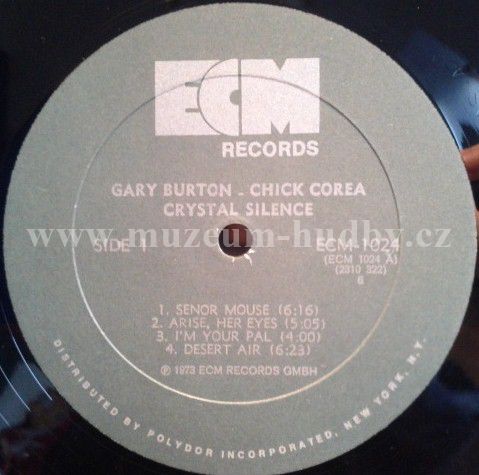 ECM
RECORDS
GARY BURTON - CHICK COREA
CRYSTAL SILENCE
www.muzeum-hudby.cz
SIDE 1
ECM-1024
(ECM 1024 A)
(2310 322)
6
1. SENOR MOUSE (6:16)
2. ARISE, HER EYES (5:05)
3. I'M YOUR PAL (4:00)
4. DESERT AIR (6:23)
℗ 1973 ECM RECORDS GMBH
DISTRIBUTED BY POLYDOR INCORPORATED, NEW YORK, N.Y.